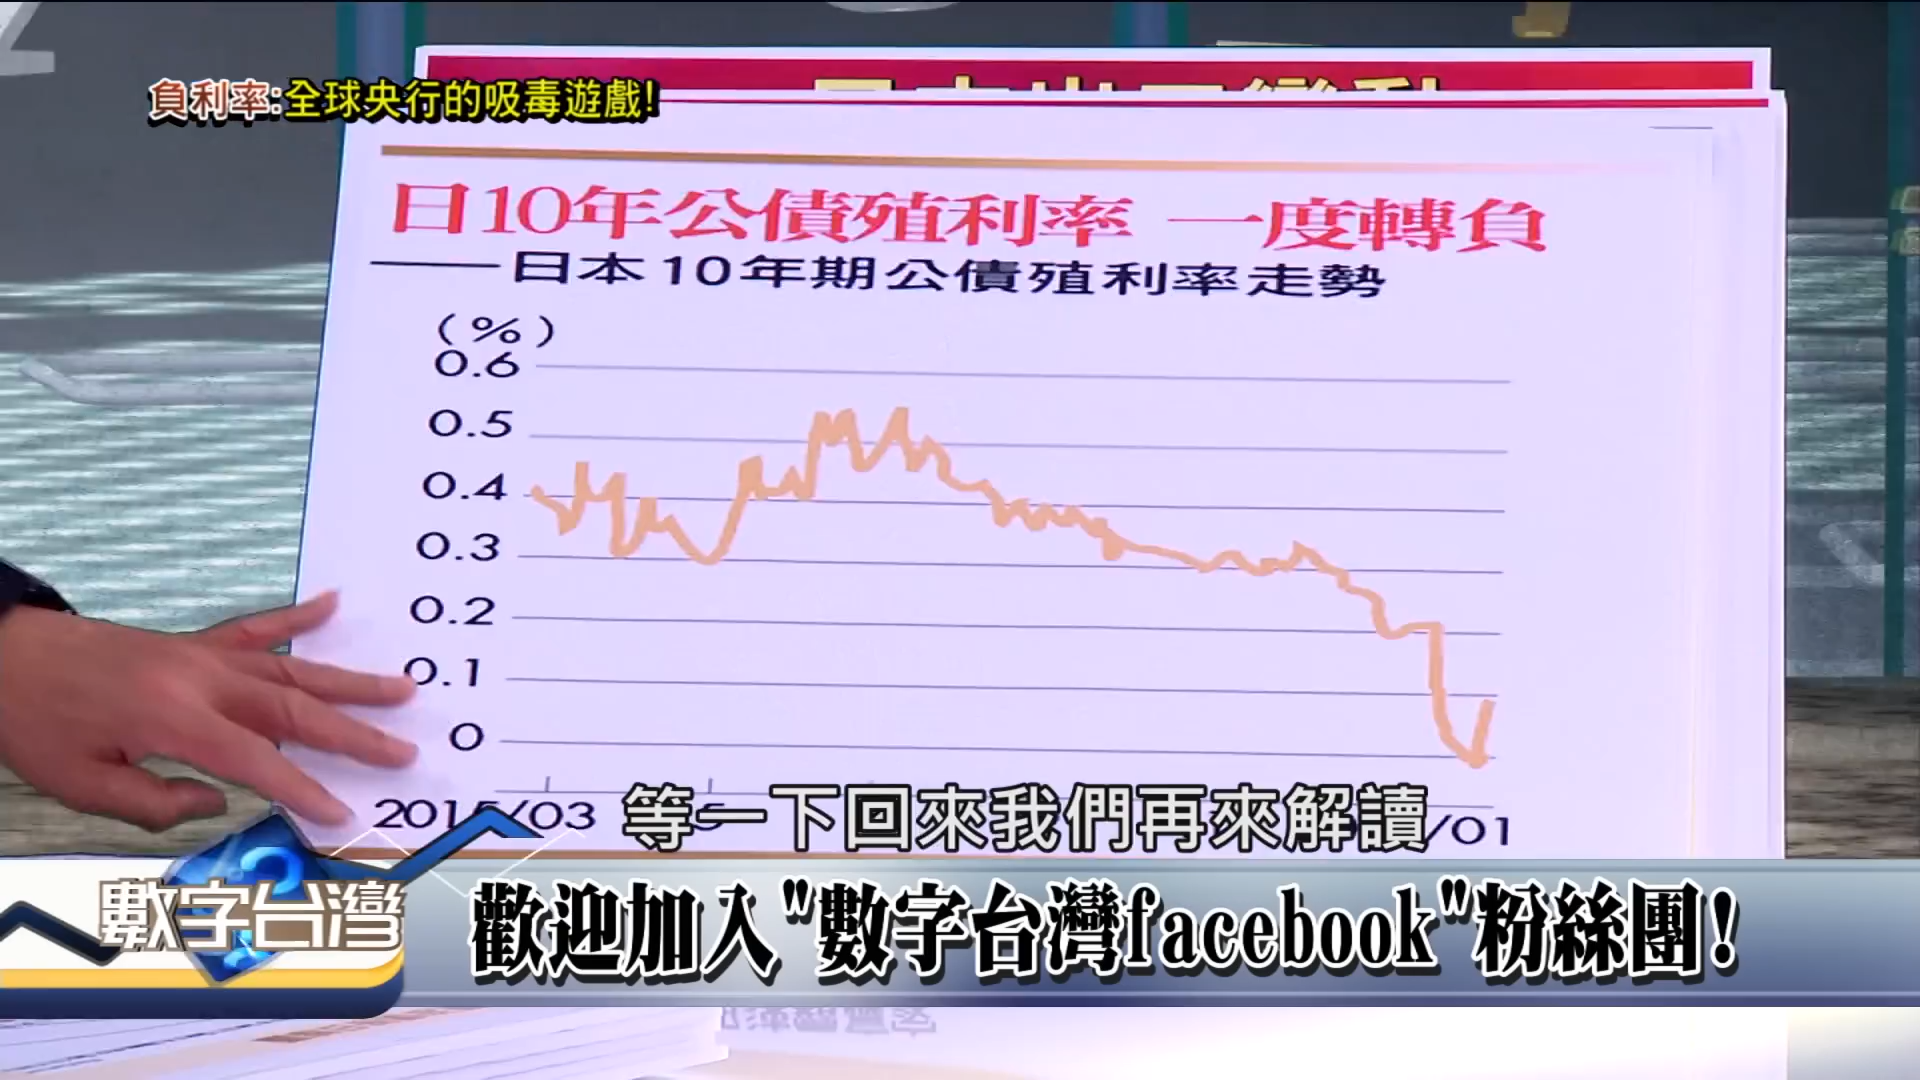 負利率:全球央行的吸毒遊戲!
日10年公債殖利率 一度轉負
日本10年期公債殖利率走勢
(%)
0.6
0.5
0.4
0.3
0.2
0.1
0
2015/03
/01
等一下回來我們再來解讀
數字台灣
歡迎加入"數字台灣facebook"粉絲團!